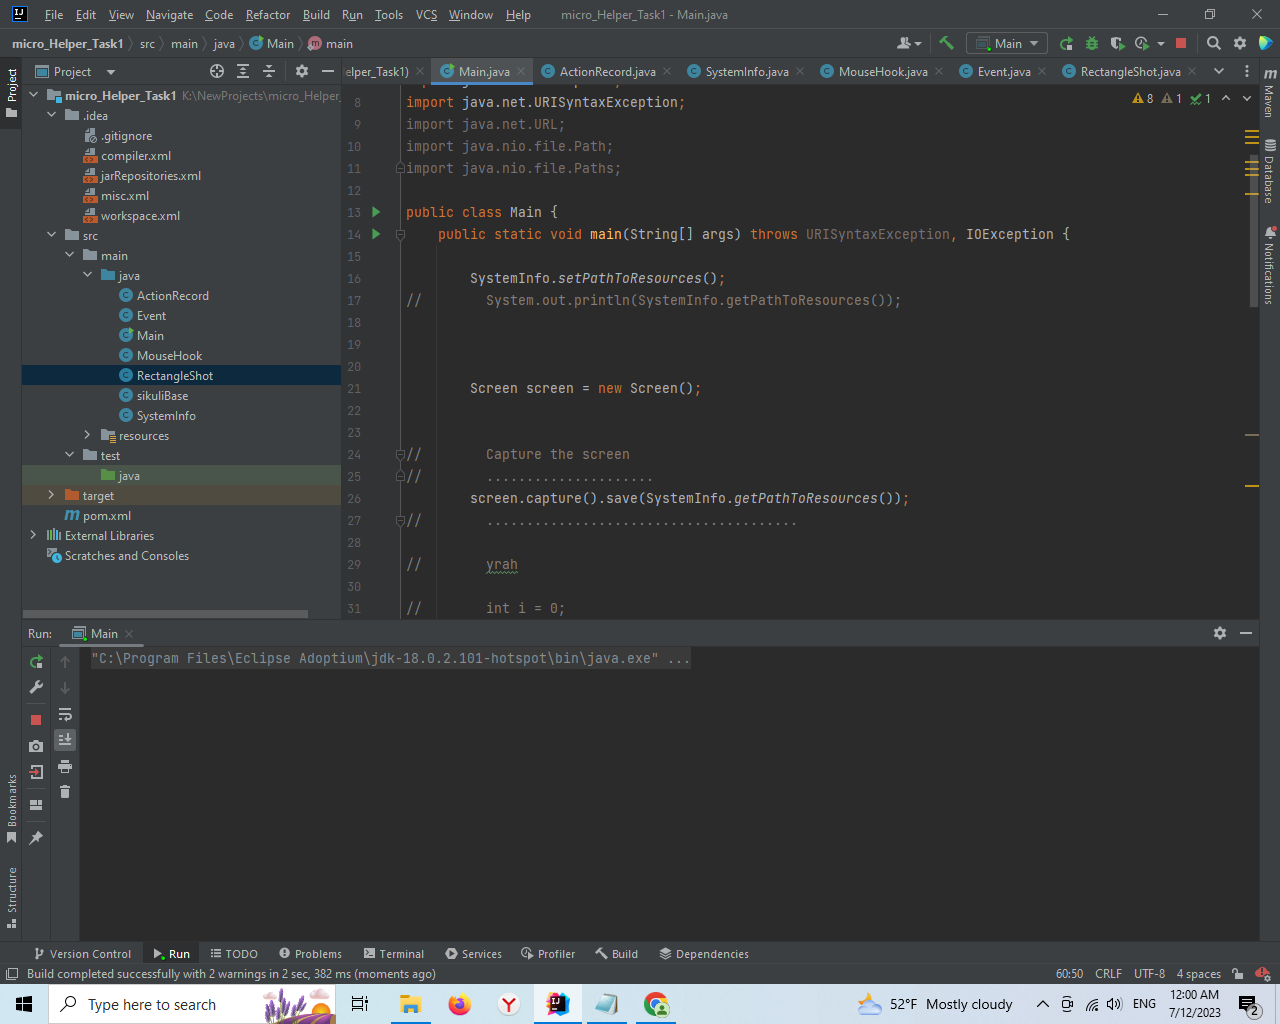 File Edit View Navigate Code Refactor Build Run Tools VCS Window Help micro_Helper_Task1 - Main.java
micro_Helper_Task1 src main java Main main
Main
Project
elper_Task1) Main.java ActionRecord.java SystemInfo.java MouseHook.java Event.java RectangleShot.java
Project
Bookmarks
Structure
micro_Helper_Task1 K:\NewProjects\micro_Helper_
.idea
.gitignore
compiler.xml
jarRepositories.xml
misc.xml
workspace.xml
src
main
java
ActionRecord
Event
Main
MouseHook
RectangleShot
sikuliBase
SystemInfo
resources
test
java
target
pom.xml
External Libraries
Scratches and Consoles
8 1 1
8 import java.net.URISyntaxException;
9 import java.net.URL;
10 import java.nio.file.Path;
11 import java.nio.file.Paths;
12
13 public class Main {
14 public static void main(String[] args) throws URISyntaxException, IOException {
15
16 SystemInfo.setPathToResources();
17 // System.out.println(SystemInfo.getPathToResources());
18
19
20
21 Screen screen = new Screen();
22
23
24 // Capture the screen
25 // .....................
26 screen.capture().save(SystemInfo.getPathToResources());
27 // .......................................
28
29 // yrah
30
31 // int i = 0;
Maven
Database
Notifications
Run: Main
"C:\Program Files\Eclipse Adoptium\jdk-18.0.2.101-hotspot\bin\java.exe" ...
Version Control Run TODO Problems Terminal Services Profiler Build Dependencies
Build completed successfully with 2 warnings in 2 sec, 382 ms (moments ago) 60:50 CRLF UTF-8 4 spaces
Type here to search
52°F Mostly cloudy ENG
12:00 AM
7/12/2023
2